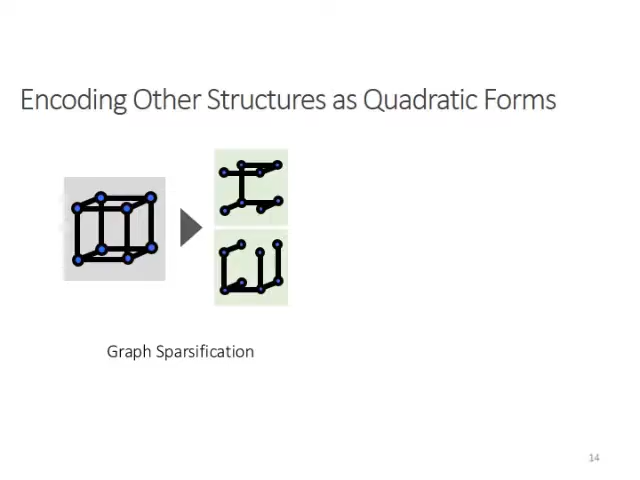 Encoding Other Structures as Quadratic Forms
Graph Sparsification
14